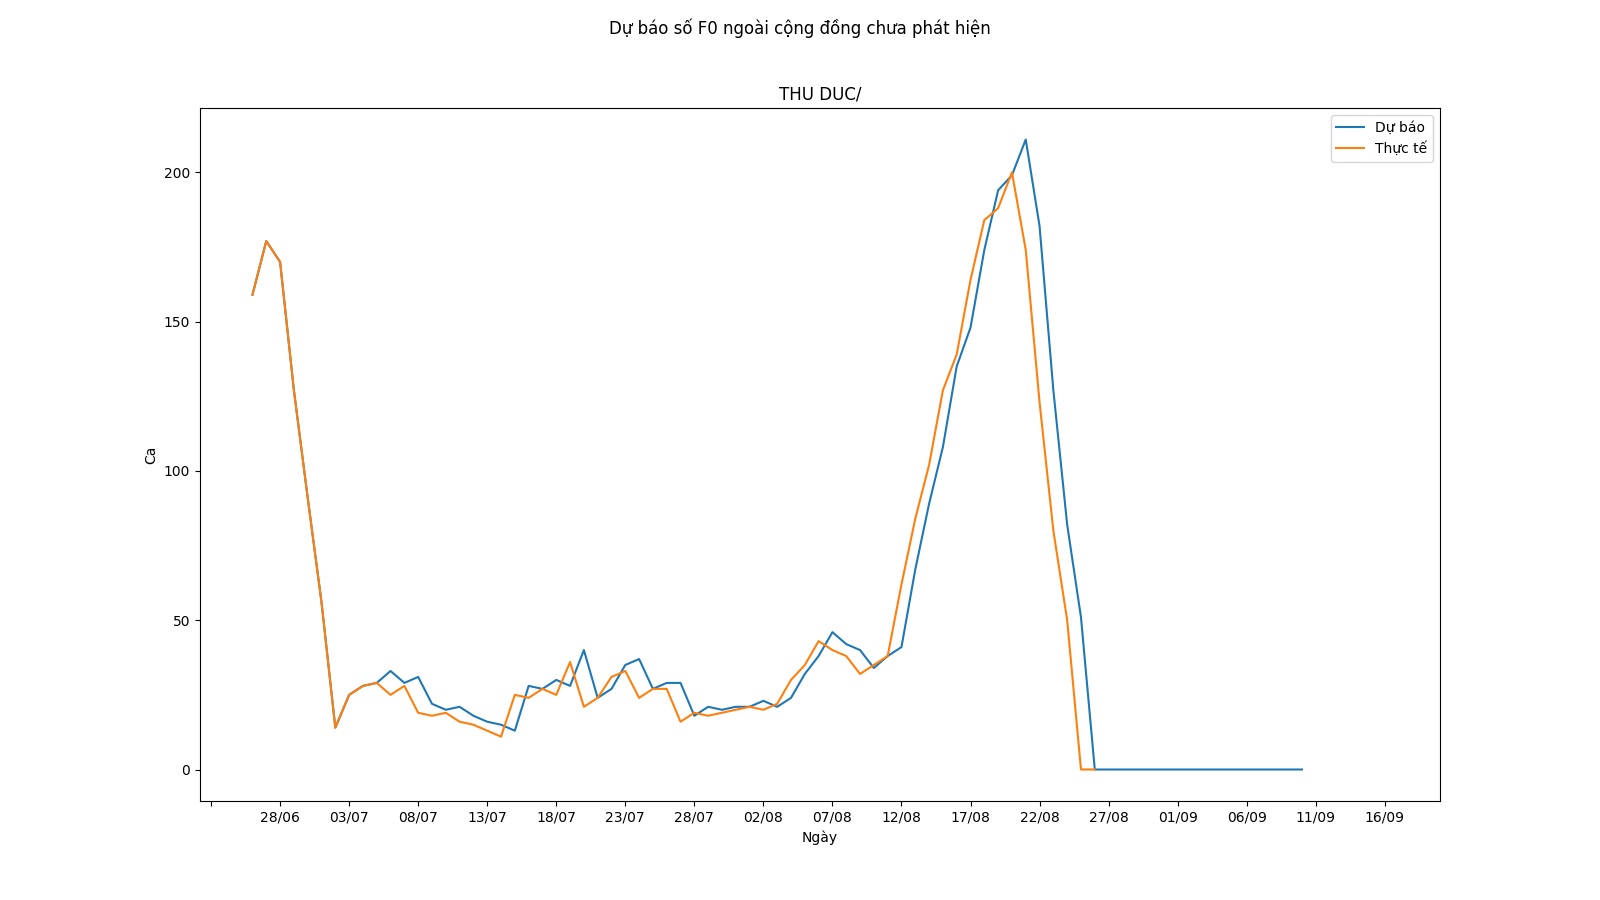 Dự báo số F0 ngoài cộng đồng chưa phát hiện
THU DUC/
Dự báo
Thực tế
200
150
100
50
0
Ca
28/06 03/07 08/07 13/07 18/07 23/07 28/07 02/08 07/08 12/08 17/08 22/08 27/08 01/09 06/09 11/09 16/09
Ngày